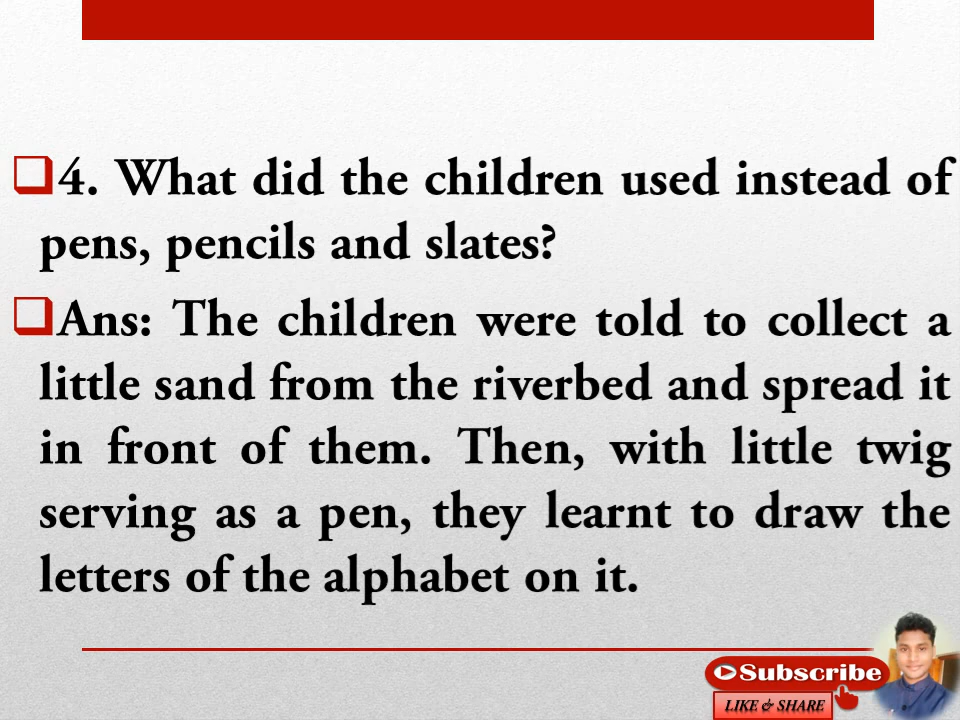 4. What did the children used instead of
pens, pencils and slates?
Ans: The children were told to collect a
little sand from the riverbed and spread it
in front of them. Then, with little twig
serving as a pen, they learnt to draw the
letters of the alphabet on it.
Subscribe
LIKE & SHARE